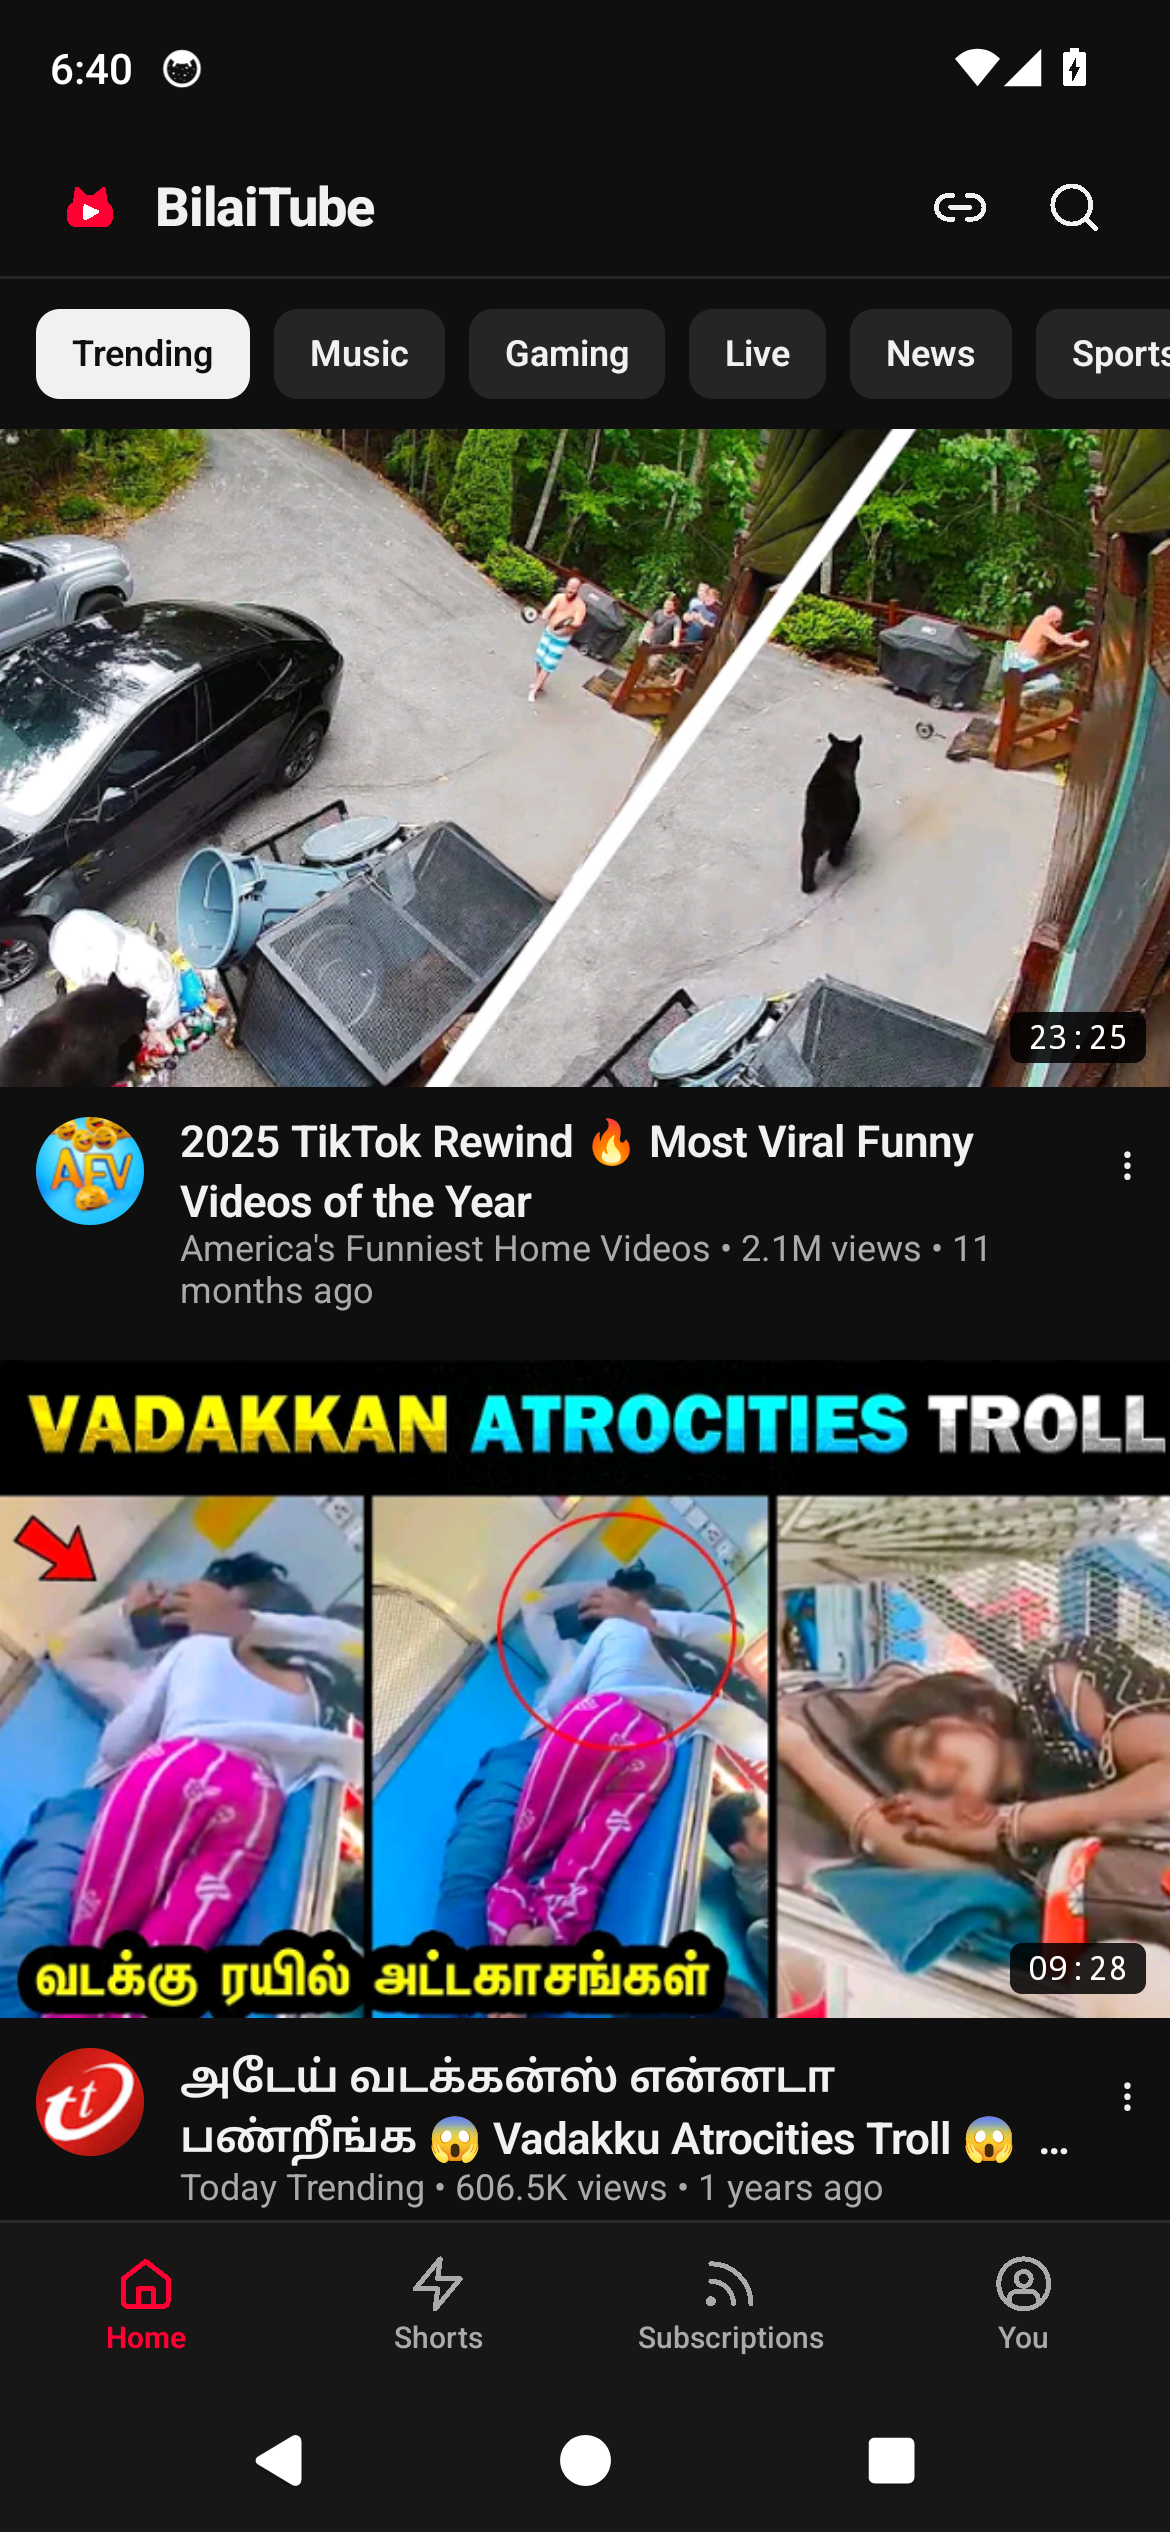 6:40
BilaiTube
Trending
Music
Gaming
Live
News
Sports
23:25
AFV
2025 TikTok Rewind 🔥 Most Viral Funny
Videos of the Year
America's Funniest Home Videos • 2.1M views • 11
months ago
VADAKKAN ATROCITIES TROLL
வடக்கு ரயில் அட்டகாசங்கள்
09:28
tt
அடேய் வடக்கன்ஸ் என்னடா
பண்றீங்க 😱 Vadakku Atrocities Troll 😱 ...
Today Trending • 606.5K views • 1 years ago
Home
Shorts
Subscriptions
You